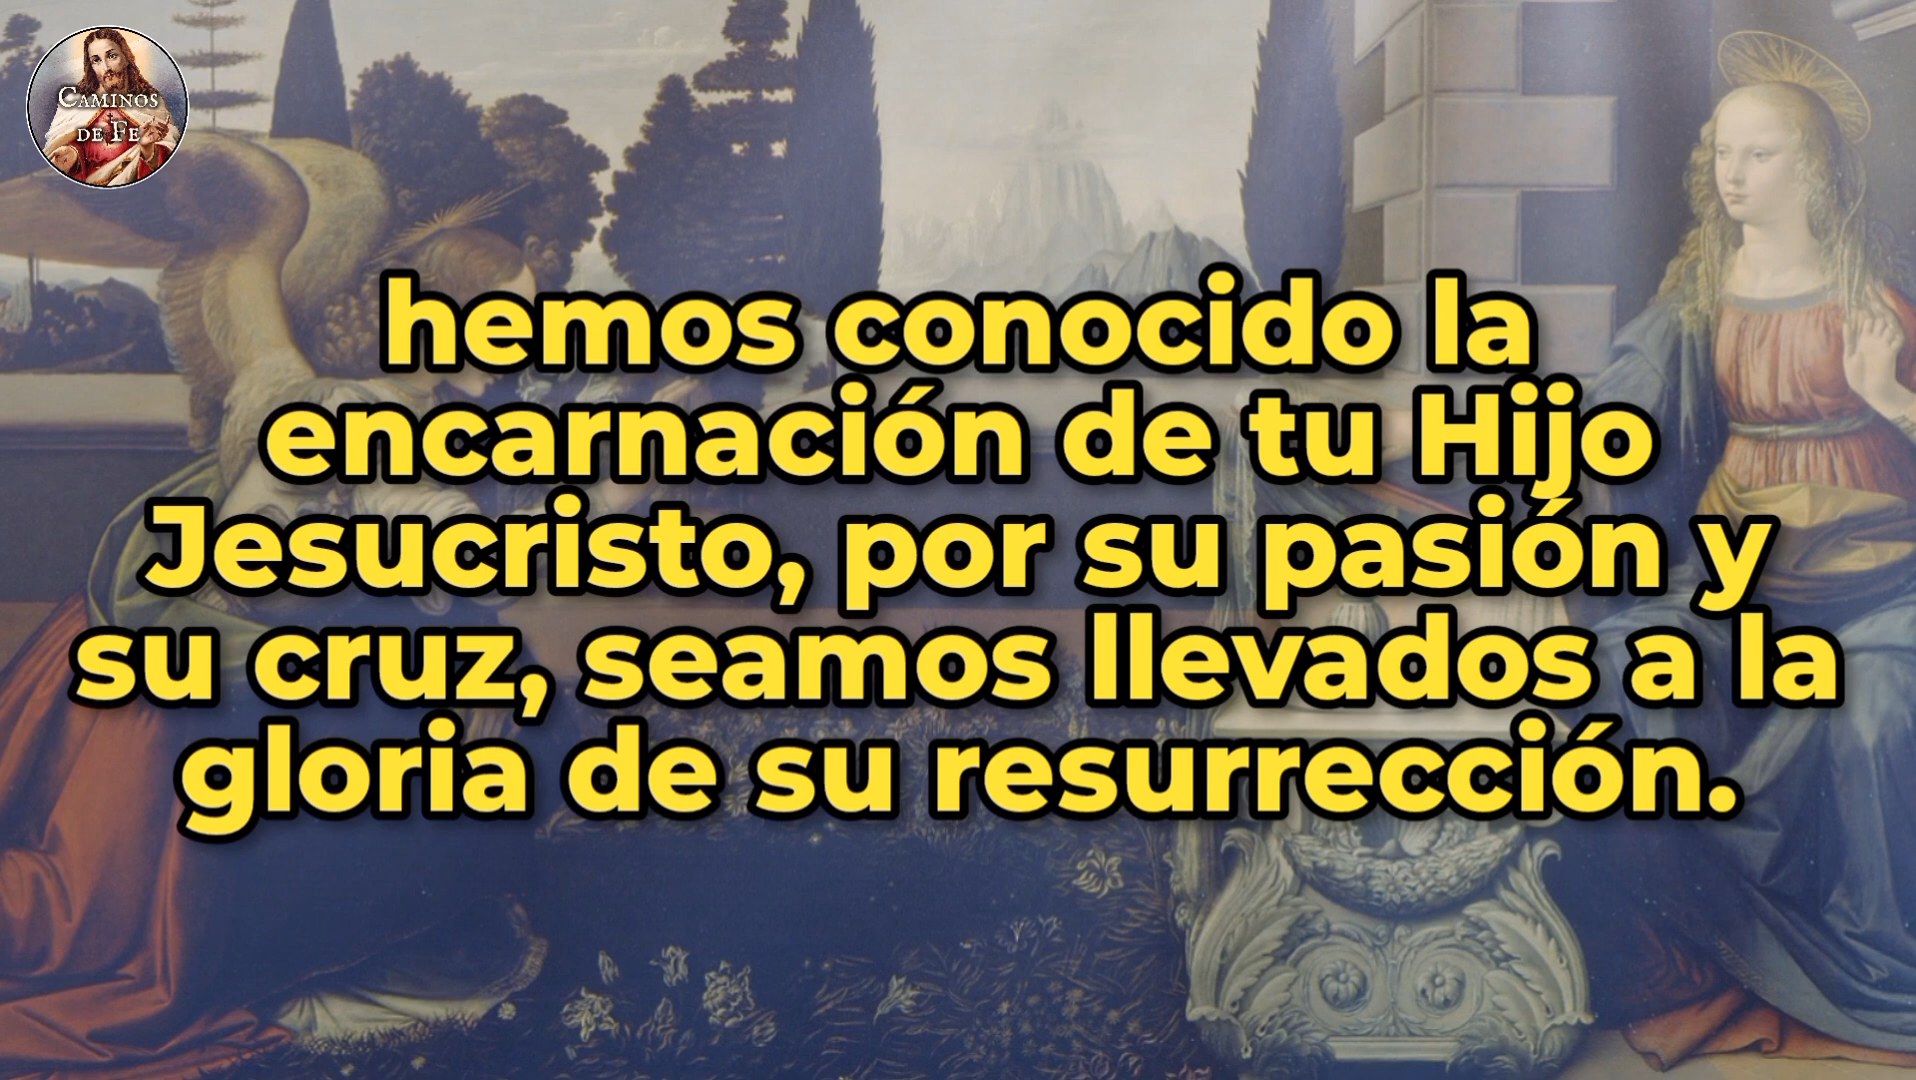 CAMINOS
DE FE
hemos conocido la
encarnación de tu Hijo
Jesucristo, por su pasión y
su cruz, seamos llevados a la
gloria de su resurrección.